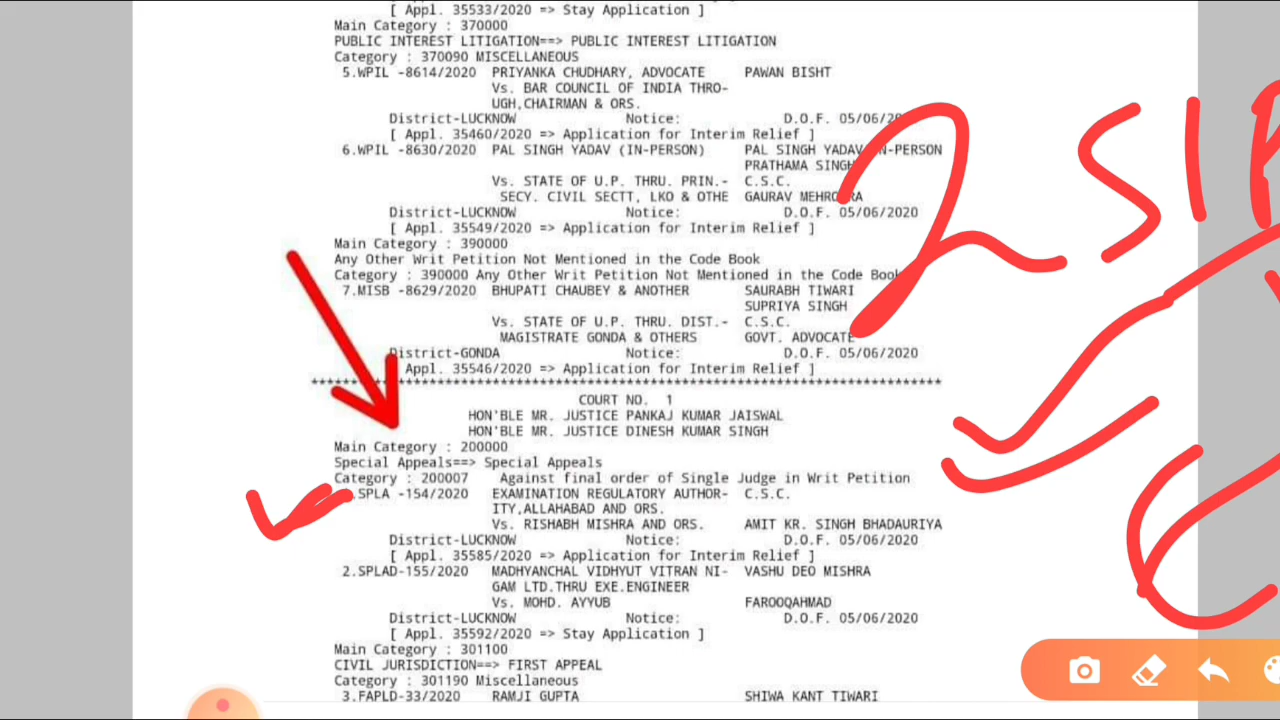 [ Appl. 35533/2020 => Stay Application ]
Main Category : 370000
PUBLIC INTEREST LITIGATION==> PUBLIC INTEREST LITIGATION
Category : 370090 MISCELLANEOUS
5.WPIL -8614/2020 PRIYANKA CHUDHARY, ADVOCATE PAWAN BISHT
Vs. BAR COUNCIL OF INDIA THRO-
UGH,CHAIRMAN & ORS.
District-LUCKNOW Notice: D.O.F. 05/06/2020
[ Appl. 35460/2020 => Application for Interim Relief ]
6.WPIL -8630/2020 PAL SINGH YADAV (IN-PERSON) PAL SINGH YADAV IN-PERSON
PRATHAMA SINGH
Vs. STATE OF U.P. THRU. PRIN.- C.S.C.
SECY. CIVIL SECTT, LKO & OTHE GAURAV MEHROTRA
District-LUCKNOW Notice: D.O.F. 05/06/2020
[ Appl. 35549/2020 => Application for Interim Relief ]
Main Category : 390000
Any Other Writ Petition Not Mentioned in the Code Book
Category : 390000 Any Other Writ Petition Not Mentioned in the Code Book
7.MISB -8629/2020 BHUPATI CHAUBEY & ANOTHER SAURABH TIWARI
SUPRIYA SINGH
Vs. STATE OF U.P. THRU. DIST.- C.S.C.
MAGISTRATE GONDA & OTHERS GOVT. ADVOCATE
District-GONDA Notice: D.O.F. 05/06/2020
Appl. 35546/2020 => Application for Interim Relief ]
COURT NO. 1
HON'BLE MR. JUSTICE PANKAJ KUMAR JAISWAL
HON'BLE MR. JUSTICE DINESH KUMAR SINGH
Main Category : 200000
Special Appeals==> Special Appeals
Category : 200007 Against final order of Single Judge in Writ Petition
.SPLA -154/2020 EXAMINATION REGULATORY AUTHOR- C.S.C.
ITY,ALLAHABAD AND ORS.
Vs. RISHABH MISHRA AND ORS. AMIT KR. SINGH BHADAURIYA
District-LUCKNOW Notice: D.O.F. 05/06/2020
[ Appl. 35585/2020 => Application for Interim Relief ]
2.SPLAD-155/2020 MADHYANCHAL VIDHYUT VITRAN NI- VASHU DEO MISHRA
GAM LTD.THRU EXE.ENGINEER
Vs. MOHD. AYYUB FAROOQAHMAD
District-LUCKNOW Notice: D.O.F. 05/06/2020
[ Appl. 35592/2020 => Stay Application ]
Main Category : 301100
CIVIL JURISDICTION==> FIRST APPEAL
Category : 301190 Miscellaneous
3.FAPLD-33/2020 RAMJI GUPTA SHIWA KANT TIWARI